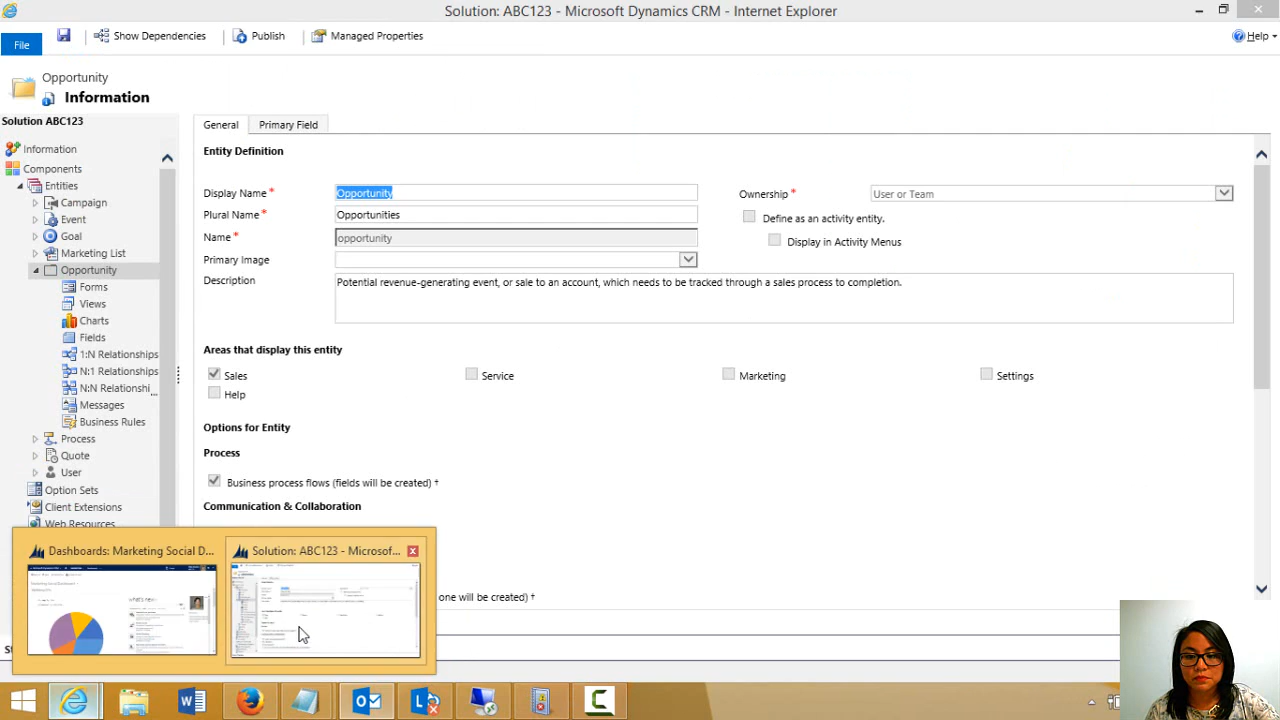 Solution: ABC123 - Microsoft Dynamics CRM - Internet Explorer
File
Show Dependencies
Publish
Managed Properties
Help
Opportunity
Information
Solution ABC123
Information
Components
Entities
Campaign
Event
Goal
Marketing List
Opportunity
Forms
Views
Charts
Fields
1:N Relationships
N:1 Relationships
N:N Relationshi...
Messages
Business Rules
Process
Quote
User
Option Sets
Client Extensions
Web Resources
General
Primary Field
Entity Definition
Display Name *
Opportunity
Ownership *
User or Team
Plural Name *
Opportunities
Define as an activity entity.
Name *
opportunity
Display in Activity Menus
Primary Image
Description
Potential revenue-generating event, or sale to an account, which needs to be tracked through a sales process to completion.
Areas that display this entity
Sales
Service
Marketing
Settings
Help
Options for Entity
Process
Business process flows (fields will be created) +
Communication & Collaboration
one will be created) +
Dashboards: Marketing Social D...
Solution: ABC123 - Microsof...
what's new